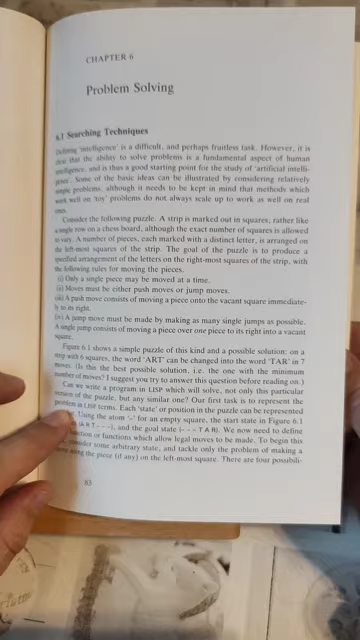 CHAPTER 6
Problem Solving
6.1 Searching Techniques
Defining 'intelligence' is a difficult, and perhaps fruitless task. However, it is
clear that the ability to solve problems is a fundamental aspect of human
intelligence, and is thus a good starting point for the study of 'artificial intelli-
gence'. Some of the basic ideas can be illustrated by considering relatively
simple problems, although it needs to be kept in mind that methods which
work well on 'toy' problems do not always scale up to work as well on real
ones.
Consider the following puzzle. A strip is marked out in squares, rather like
a single row on a chess board, although the exact number of squares is allowed
to vary. A number of pieces, each marked with a distinct letter, is arranged on
the left-most squares of the strip. The goal of the puzzle is to produce a
specified arrangement of the letters on the right-most squares of the strip, with
the following rules for moving the pieces.
(i) Only a single piece may be moved at a time.
(ii) Moves must be either push moves or jump moves.
(iii) A push move consists of moving a piece onto the vacant square immediate-
ly to its right.
(iv) A jump move must be made by making as many single jumps as possible.
A single jump consists of moving a piece over one piece to its right into a vacant
square.
Figure 6.1 shows a simple puzzle of this kind and a possible solution: on a
strip with 6 squares, the word 'ART' can be changed into the word 'TAR' in 7
moves. (Is this the best possible solution, i.e. the one with the minimum
number of moves? I suggest you try to answer this question before reading on.)
Can we write a program in LISP which will solve, not only this particular
version of the puzzle, but any similar one? Our first task is to represent the
problem in LISP terms. Each 'state' or position in the puzzle can be represented
Using the atom '-' for an empty square, the start state in Figure 6.1
(A R T - - -), and the goal state (- - - T A R). We now need to define
function or functions which allow legal moves to be made. To begin this
consider some arbitrary state, and tackle only the problem of making a
using the piece (if any) on the left-most square. There are four possibili-
83